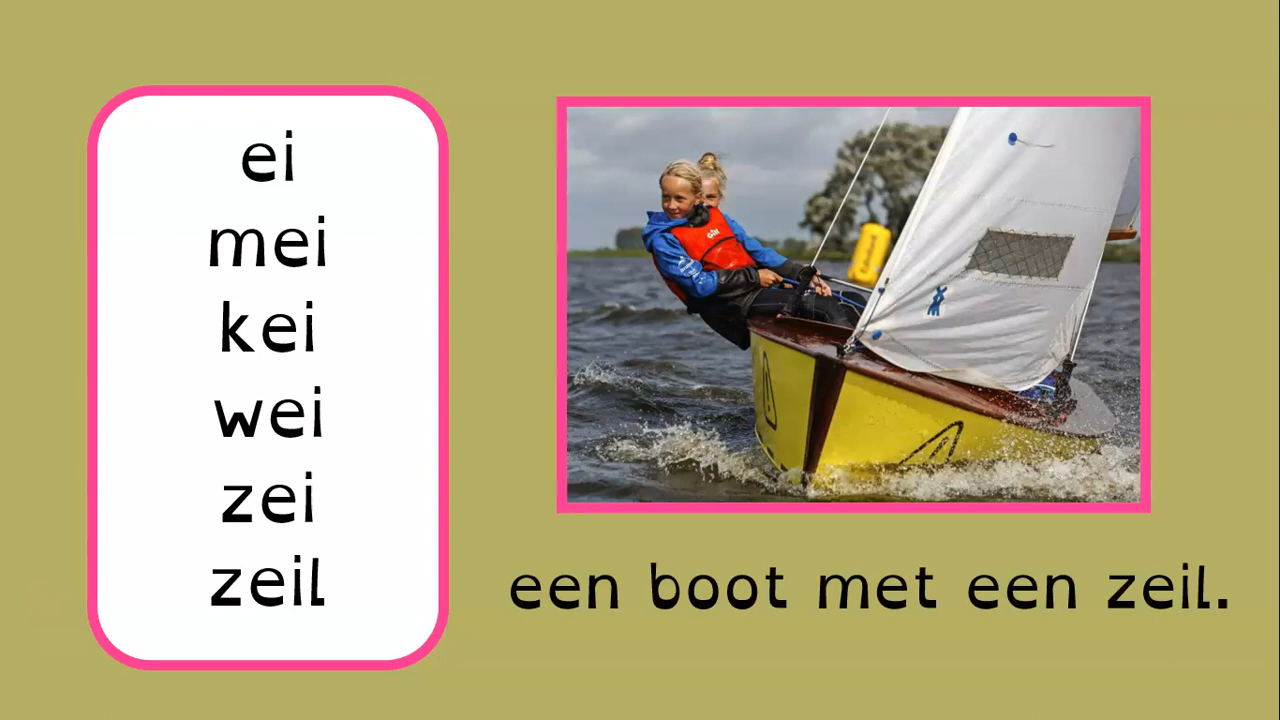 ei
mei
kei
wei
zei
zeil
een boot met een zeil.